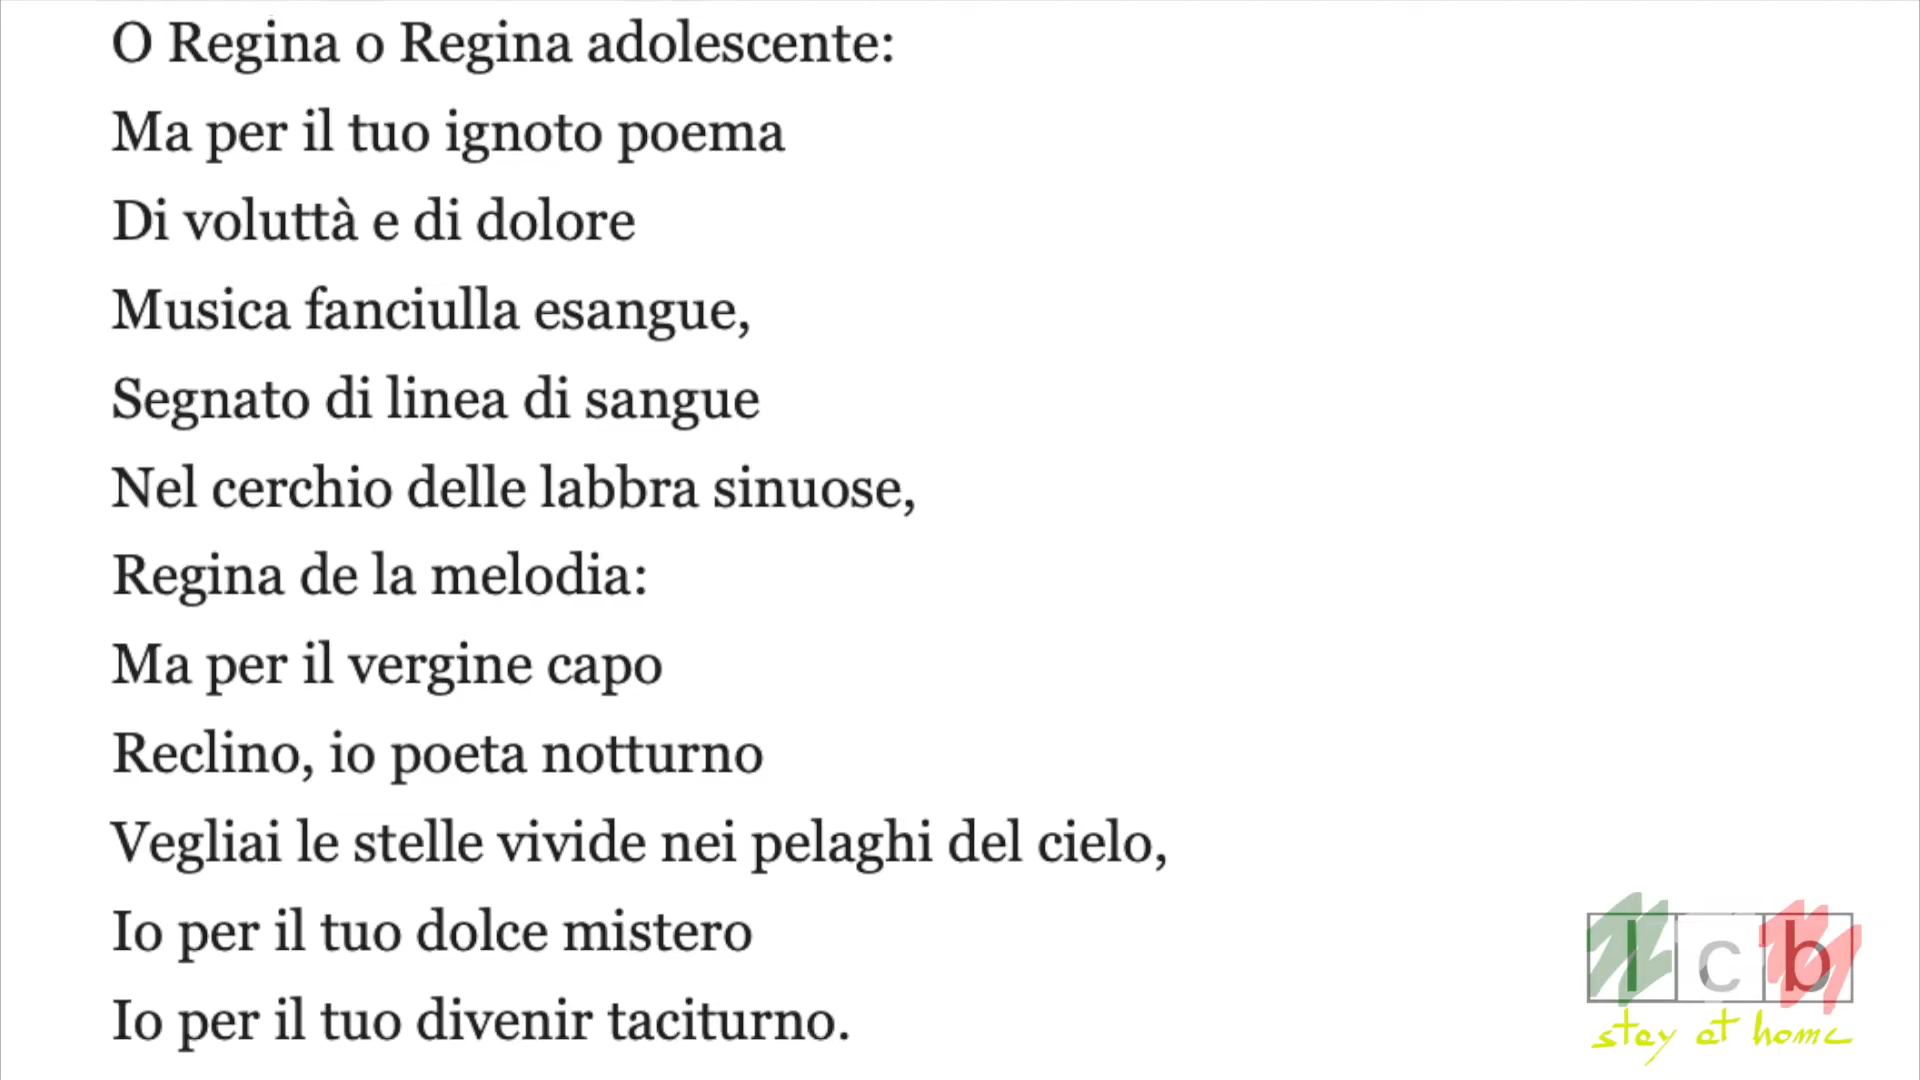 O Regina o Regina adolescente:
Ma per il tuo ignoto poema
Di voluttà e di dolore
Musica fanciulla esangue,
Segnato di linea di sangue
Nel cerchio delle labbra sinuose,
Regina de la melodia:
Ma per il vergine capo
Reclino, io poeta notturno
Vegliai le stelle vivide nei pelaghi del cielo,
Io per il tuo dolce mistero
Io per il tuo divenir taciturno.
lcb
stay at home